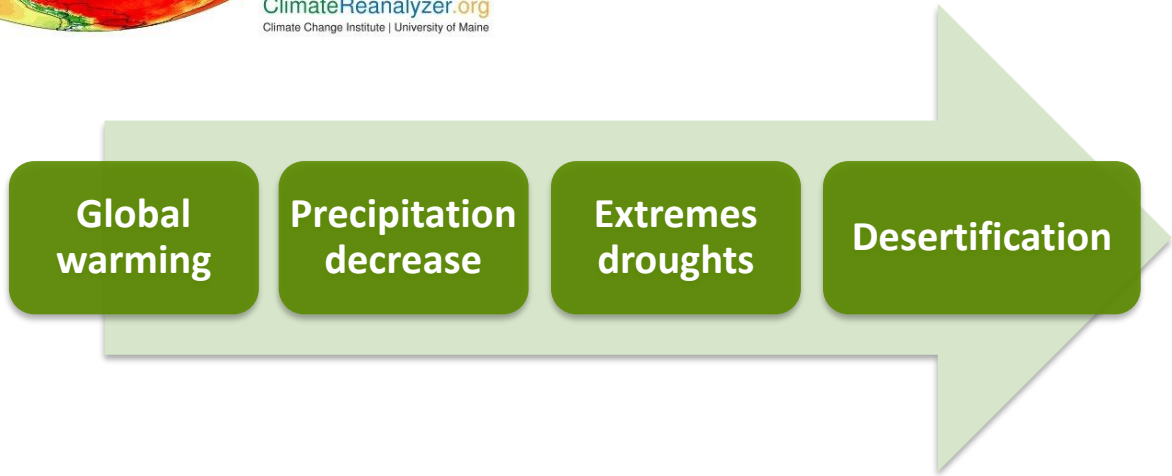 ClimateReanalyzer.org
Climate Change Institute | University of Maine
Global
warming
Precipitation
decrease
Extremes
droughts
Desertification